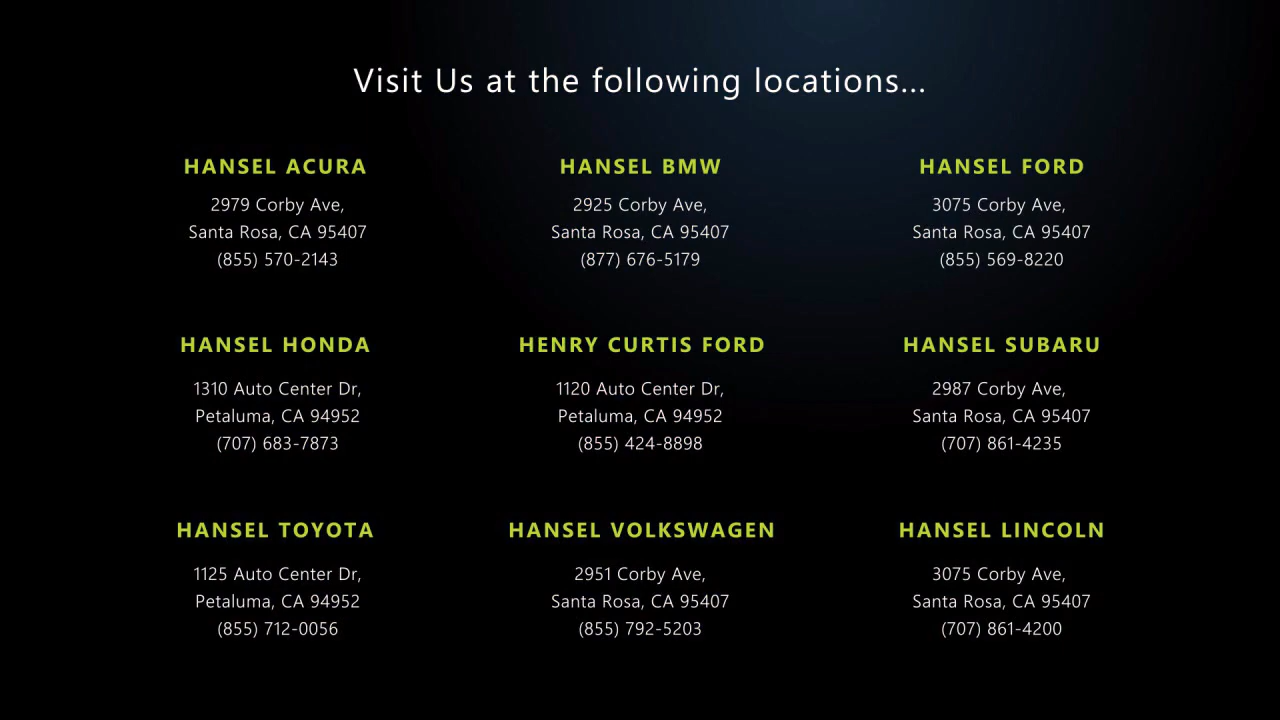 Visit Us at the following locations...
HANSEL ACURA
2979 Corby Ave,
Santa Rosa, CA 95407
(855) 570-2143
HANSEL BMW
2925 Corby Ave,
Santa Rosa, CA 95407
(877) 676-5179
HANSEL FORD
3075 Corby Ave,
Santa Rosa, CA 95407
(855) 569-8220
HANSEL HONDA
1310 Auto Center Dr,
Petaluma, CA 94952
(707) 683-7873
HENRY CURTIS FORD
1120 Auto Center Dr,
Petaluma, CA 94952
(855) 424-8898
HANSEL SUBARU
2987 Corby Ave,
Santa Rosa, CA 95407
(707) 861-4235
HANSEL TOYOTA
1125 Auto Center Dr,
Petaluma, CA 94952
(855) 712-0056
HANSEL VOLKSWAGEN
2951 Corby Ave,
Santa Rosa, CA 95407
(855) 792-5203
HANSEL LINCOLN
3075 Corby Ave,
Santa Rosa, CA 95407
(707) 861-4200